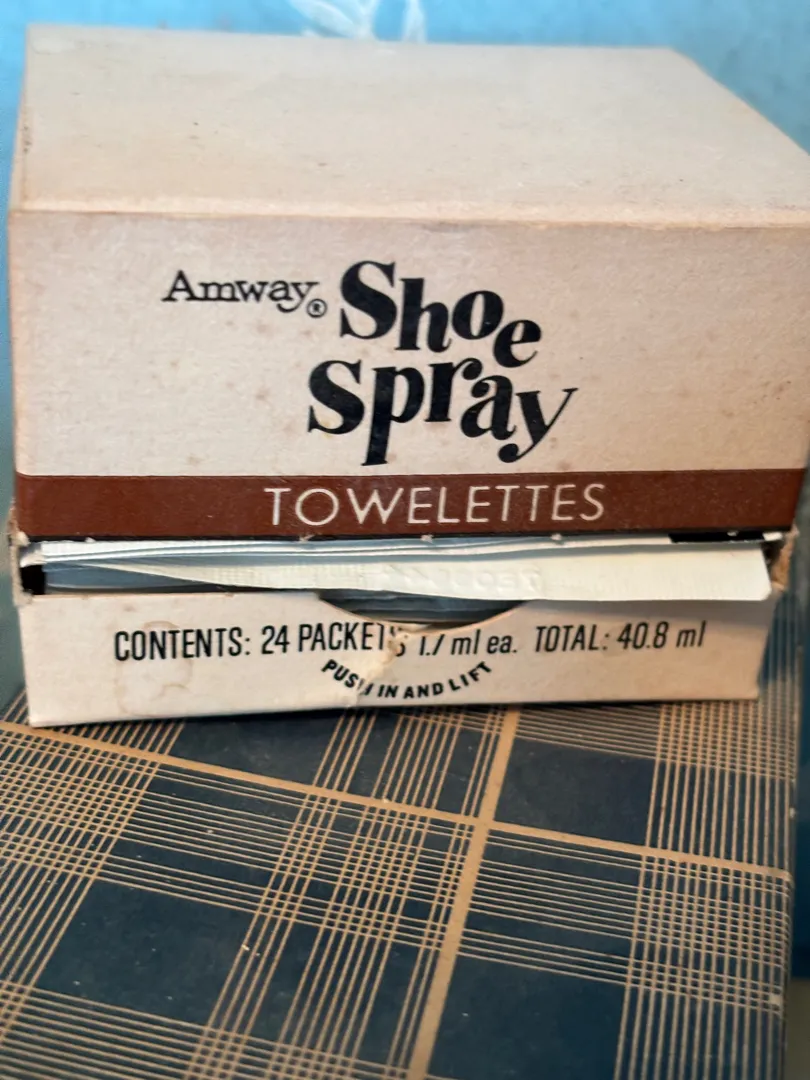 Amway® Shoe
Spray
TOWELETTES
CONTENTS: 24 PACKETS 1.7 ml ea. TOTAL: 40.8 ml
PUSH IN AND LIFT